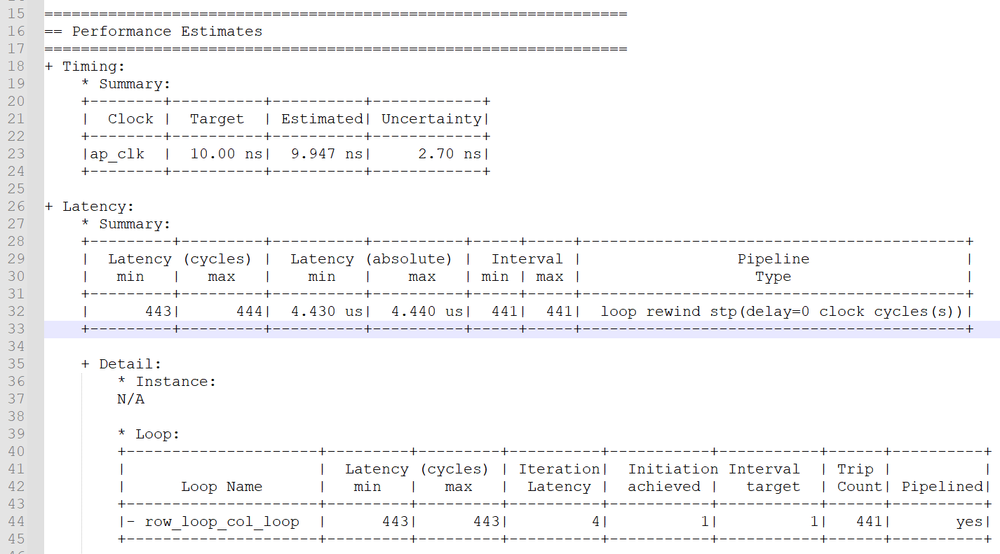 15 ================================================================
16 == Performance Estimates
17 ================================================================
18 + Timing:
19     * Summary:
20     +--------+----------+----------+------------+
21     |  Clock |  Target  | Estimated| Uncertainty|
22     +--------+----------+----------+------------+
23     |ap_clk  |  10.00 ns|  9.947 ns|     2.70 ns|
24     +--------+----------+----------+------------+
25
26 + Latency:
27     * Summary:
28     +---------+---------+----------+----------+-----+-----+------------------------------------------+
29     |  Latency (cycles) |  Latency (absolute) |  Interval |                 Pipeline                 |
30     |   min   |   max   |    min   |    max   | min | max |                   Type                   |
31     +---------+---------+----------+----------+-----+-----+------------------------------------------+
32     |      443|      444|  4.430 us|  4.440 us|  441|  441|  loop rewind stp(delay=0 clock cycles(s))|
33     +---------+---------+----------+----------+-----+-----+------------------------------------------+
34
35     + Detail:
36         * Instance:
37         N/A
38
39         * Loop:
40         +---------------------+---------+---------+----------+-----------+-----------+------+----------+
41         |                     |  Latency (cycles) | Iteration|  Initiation Interval  | Trip |          |
42         |      Loop Name      |   min   |   max   |  Latency |  achieved |   target  | Count| Pipelined|
43         +---------------------+---------+---------+----------+-----------+-----------+------+----------+
44         |- row_loop_col_loop  |      443|      443|         4|          1|          1|   441|       yes|
45         +---------------------+---------+---------+----------+-----------+-----------+------+----------+